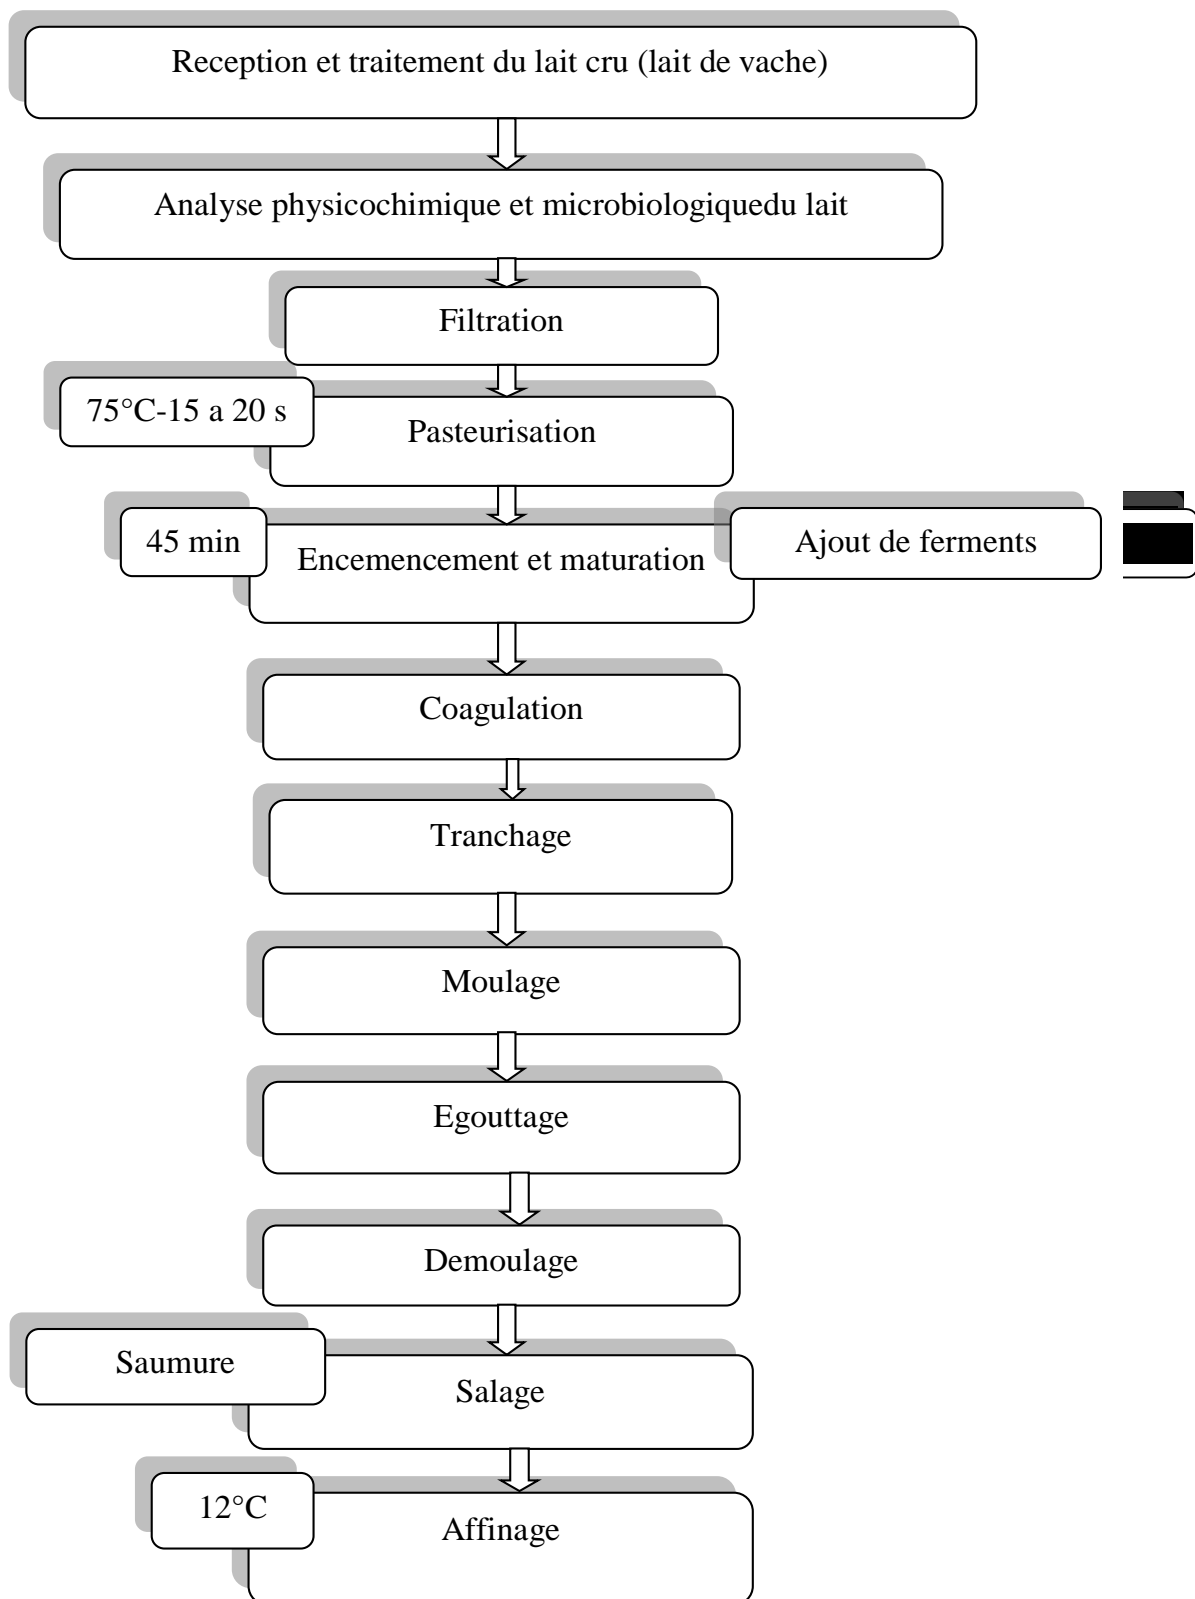 Reception et traitement du lait cru (lait de vache)
Analyse physicochimique et microbiologiquedu lait
Filtration
75°C-15 a 20 s
Pasteurisation
45 min
Encemencement et maturation
Ajout de ferments
Coagulation
Tranchage
Moulage
Egouttage
Demoulage
Saumure
Salage
12°C
Affinage